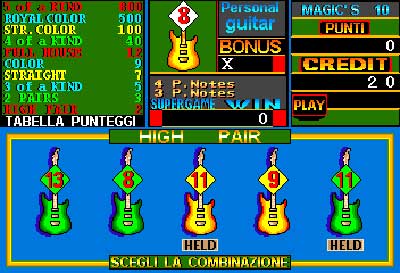 5 of a KIND 800
ROYAL COLOR 500
STR. COLOR 100
4 of a KIND 40
FULL HOUSE
COLOR 9
STRAIGHT 7
3 of a KIND 5
2 PAIRS 3
HIGH PAIR 2
TABELLA PUNTEGGI
8
4 P.Notes
3 P.Notes
SUPERGAME WIN
0 0
Personal
guitar
BONUS
X
MAGIC'S 10
PUNTI
0
CREDIT
20
PLAY
HIGH PAIR
13 8 11 9 11
HELD HELD
SCEGLI LA COMBINAZIONE